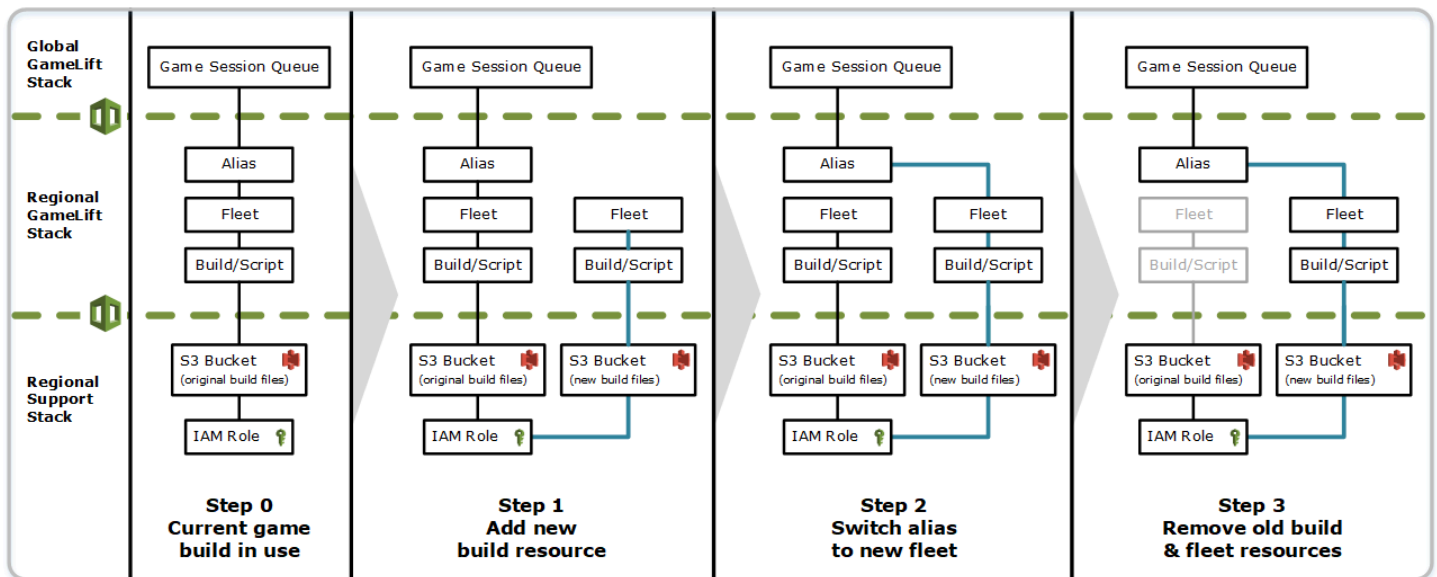 Global
GameLift
Stack
Regional
GameLift
Stack
Regional
Support
Stack
Game Session Queue
Alias
Fleet
Build/Script
S3 Bucket
(original build files)
IAM Role
Step 0
Current game
build in use
Game Session Queue
Alias
Fleet
Fleet
Build/Script
Build/Script
S3 Bucket
(original build files)
S3 Bucket
(new build files)
IAM Role
Step 1
Add new
build resource
Game Session Queue
Alias
Fleet
Fleet
Build/Script
Build/Script
S3 Bucket
(original build files)
S3 Bucket
(new build files)
IAM Role
Step 2
Switch alias
to new fleet
Game Session Queue
Alias
Fleet
Fleet
Build/Script
Build/Script
S3 Bucket
(original build files)
S3 Bucket
(new build files)
IAM Role
Step 3
Remove old build
& fleet resources